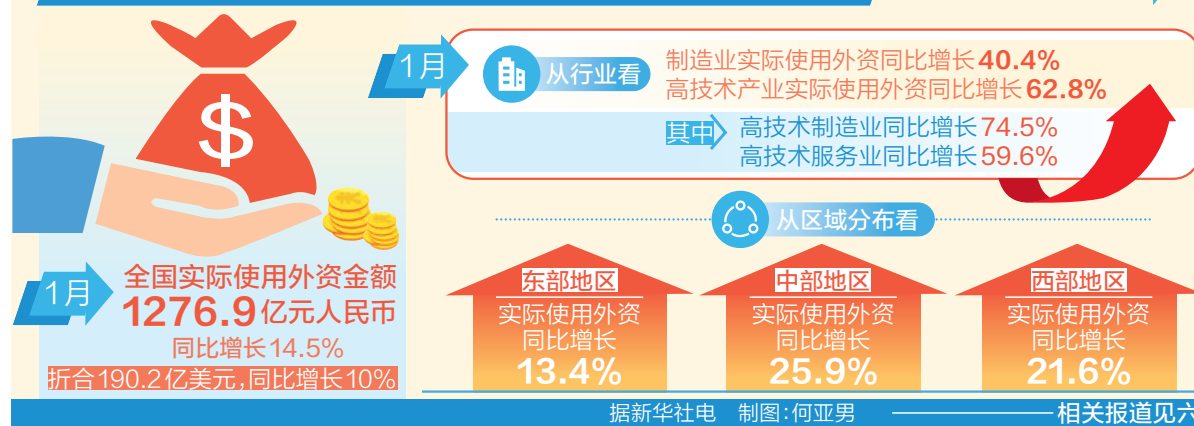 1月
全国实际使用外资金额
1276.9亿元人民币
同比增长14.5%
折合190.2亿美元,同比增长10%
1月
从行业看
制造业实际使用外资同比增长40.4%
高技术产业实际使用外资同比增长62.8%
其中
高技术制造业同比增长74.5%
高技术服务业同比增长59.6%
从区域分布看
东部地区
实际使用外资
同比增长
13.4%
中部地区
实际使用外资
同比增长
25.9%
西部地区
实际使用外资
同比增长
21.6%
据新华社电 制图:何亚男
相关报道见六